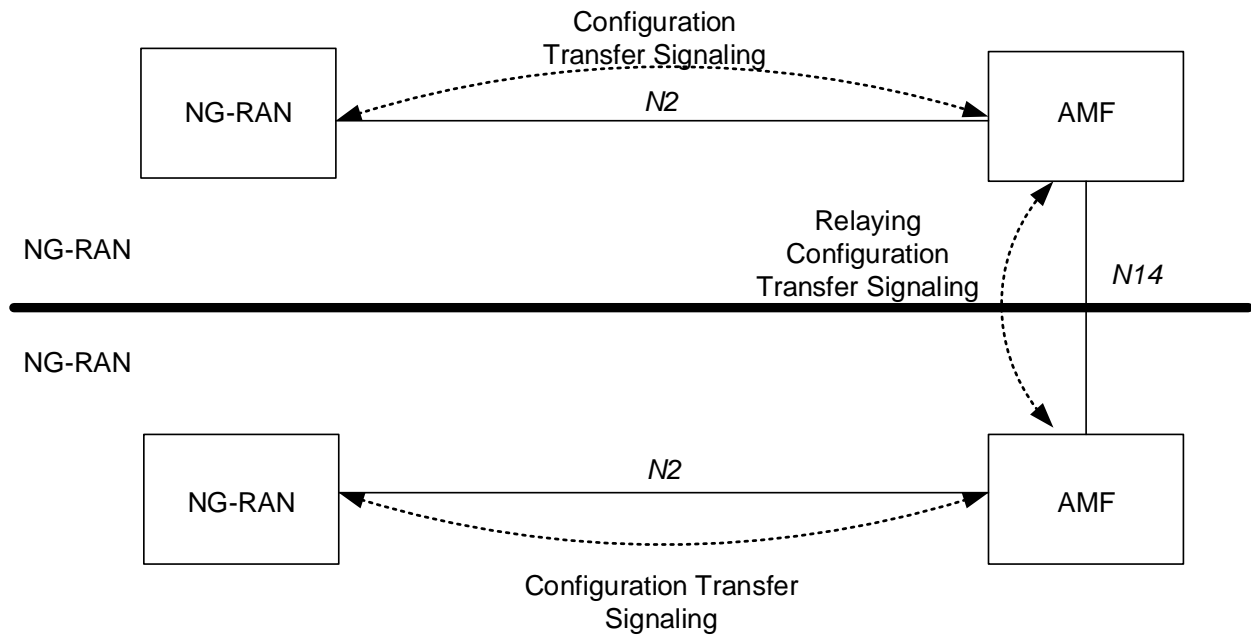 Configuration
Transfer Signaling
NG-RAN
N2
AMF
Relaying
Configuration
Transfer Signaling
NG-RAN
N14
NG-RAN
NG-RAN
N2
AMF
Configuration Transfer
Signaling